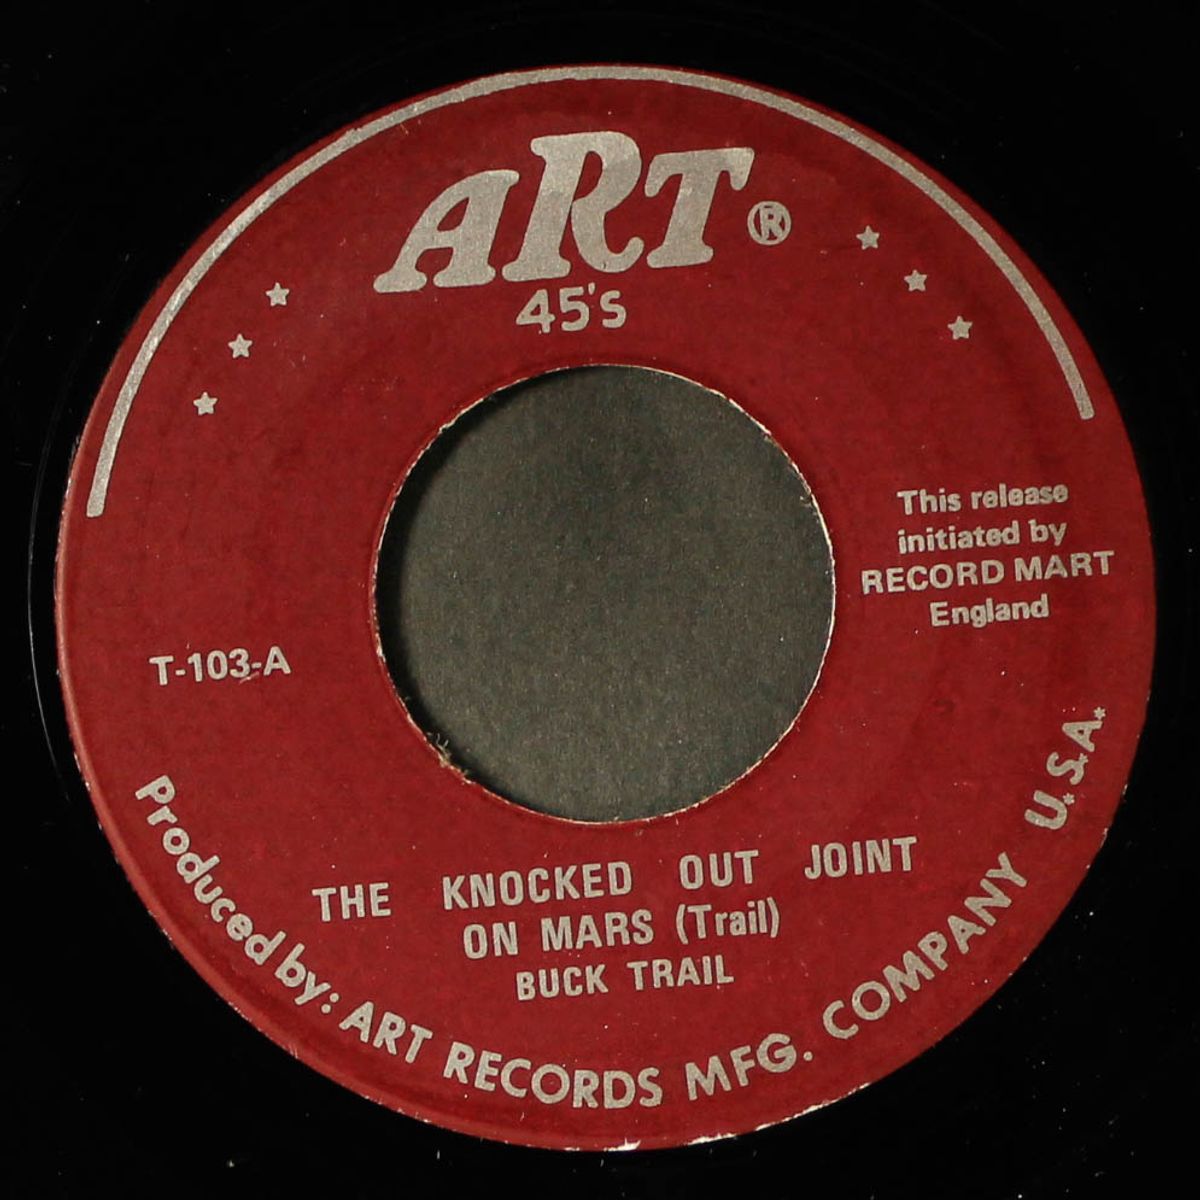 ART®
45's
This release
initiated by
RECORD MART
England
T-103-A
THE KNOCKED OUT JOINT
ON MARS (Trail)
BUCK TRAIL
Produced by: ART RECORDS MFG. COMPANY U.S.A.